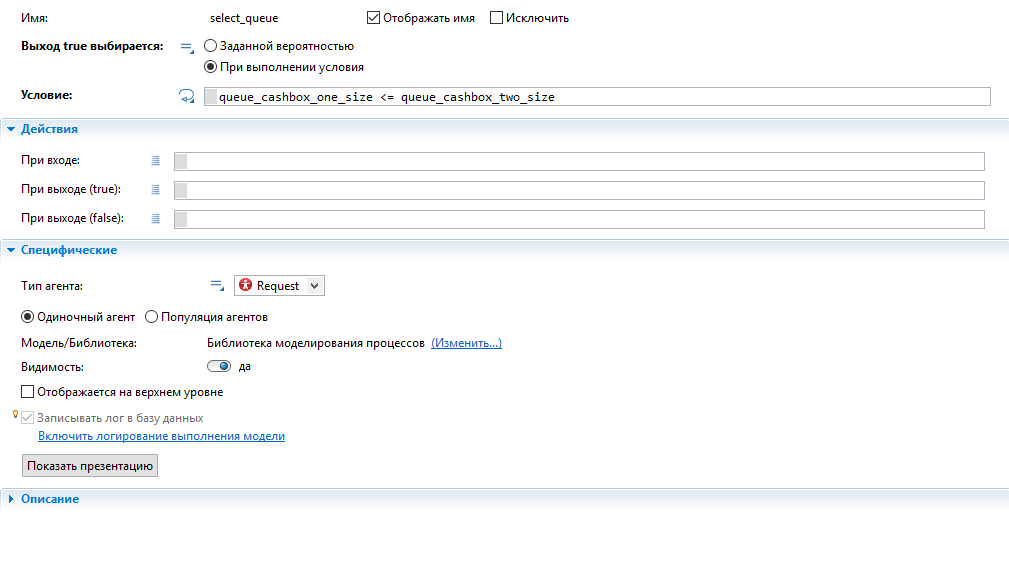 Имя: select_queue Отображать имя Исключить
Выход true выбирается: Заданной вероятностью
При выполнении условия
Условие: queue_cashbox_one_size <= queue_cashbox_two_size
Действия
При входе:
При выходе (true):
При выходе (false):
Специфические
Тип агента: Request
Одиночный агент Популяция агентов
Модель/Библиотека: Библиотека моделирования процессов (Изменить...)
Видимость: да
Отображается на верхнем уровне
Записывать лог в базу данных
Включить логирование выполнения модели
Показать презентацию
Описание